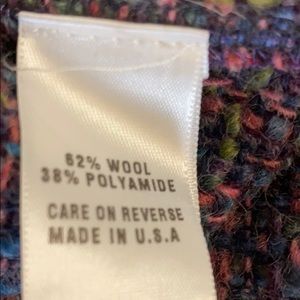 62% WOOL
38% POLYAMIDE
CARE ON REVERSE
MADE IN U.S.A